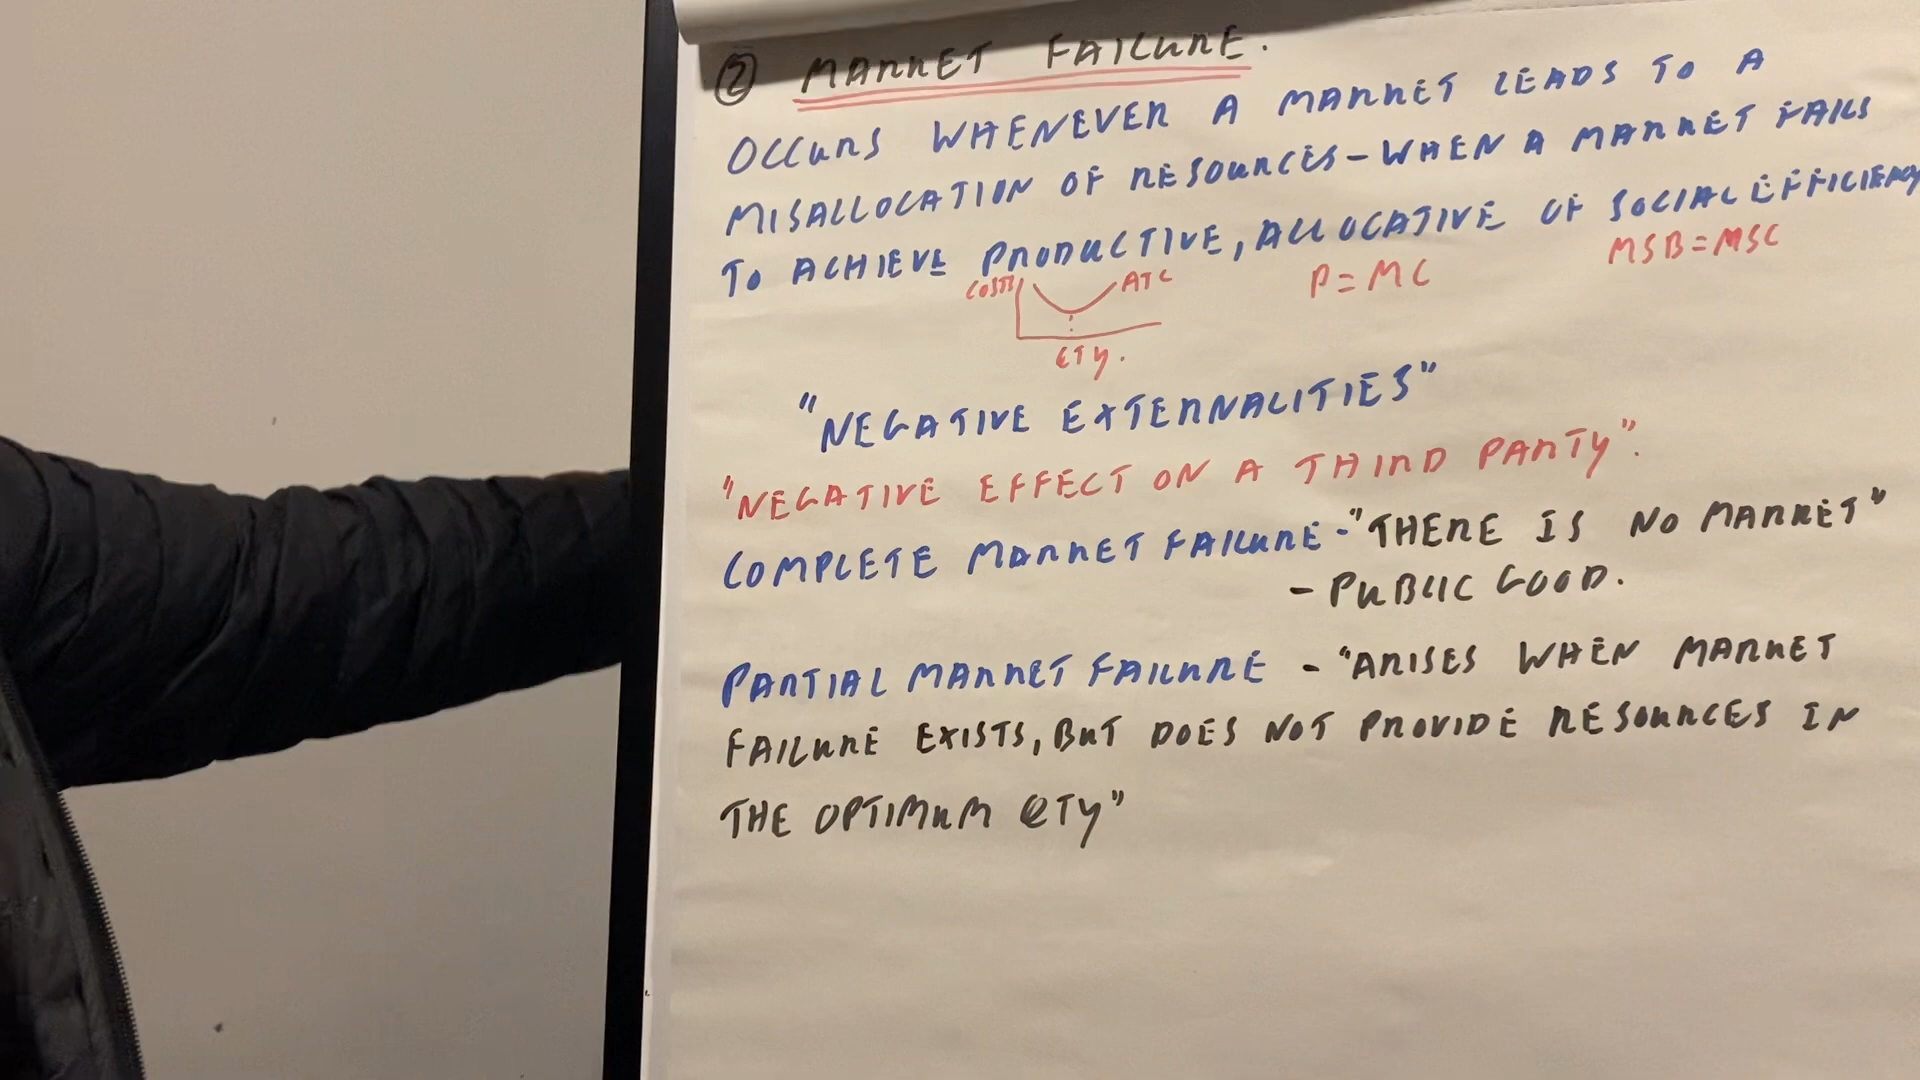 ② MARKET FAILURE.
OCCURS WHENEVER A MARKET LEADS TO A
MISALLOCATION OF RESOURCES - WHEN A MARKET FAILS
TO ACHIEVE PRODUCTIVE, ALLOCATIVE OF SOCIAL EFFICIENCY
COSTS ATC P=MC MSB=MSC
QTY.
"NEGATIVE EXTERNALITIES"
"NEGATIVE EFFECT ON A THIRD PARTY".
COMPLETE MARKET FAILURE - "THERE IS NO MARKET"
- PUBLIC GOOD.
PARTIAL MARKET FAILURE - "ARISES WHEN MARKET
FAILURE EXISTS, BUT DOES NOT PROVIDE RESOURCES IN
THE OPTIMUM QTY"